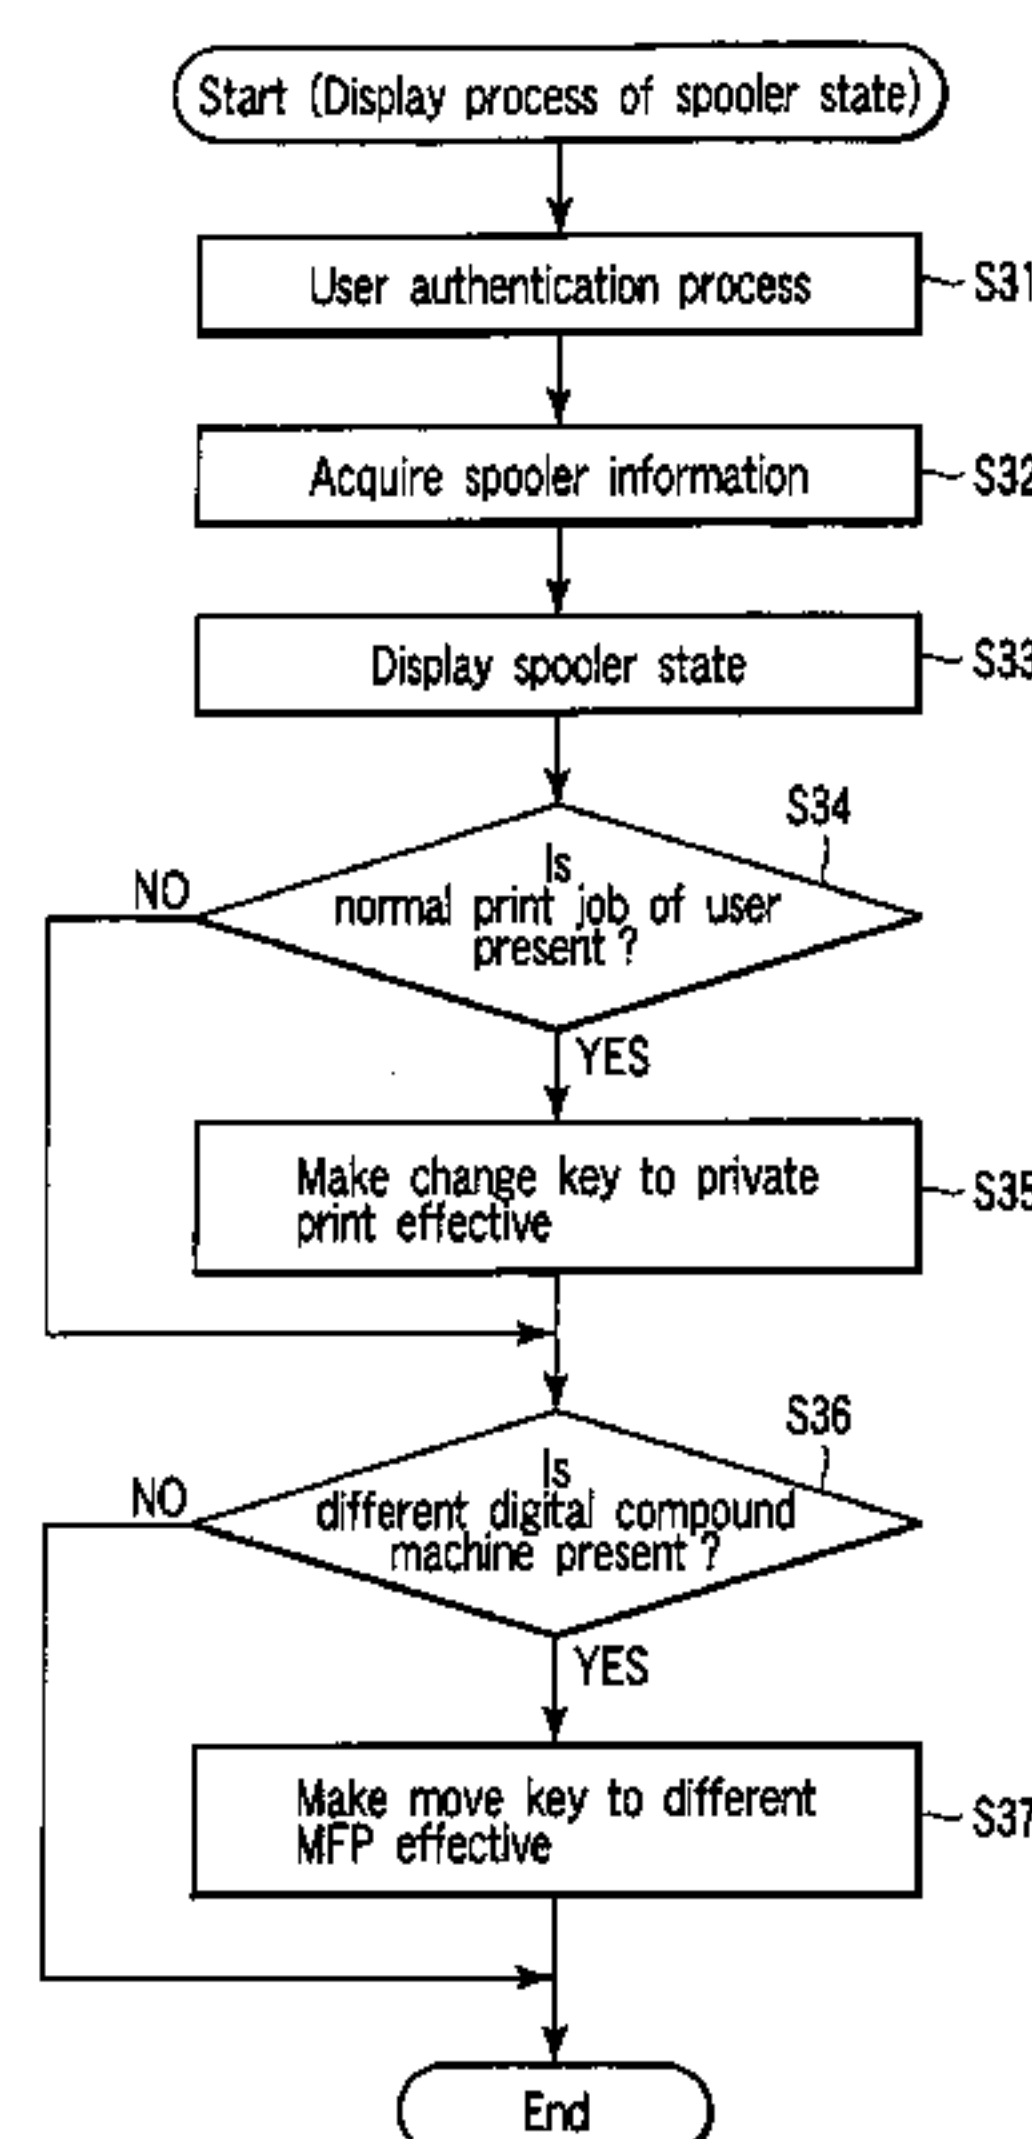 Start (Display process of spooler state)
User authentication process
S31
Acquire spooler information
S32
Display spooler state
S33
S34
Is
normal print job of user
present ?
NO
YES
Make change key to private
print effective
S35
S36
Is
different digital compound
machine present ?
NO
YES
Make move key to different
MFP effective
S37
End